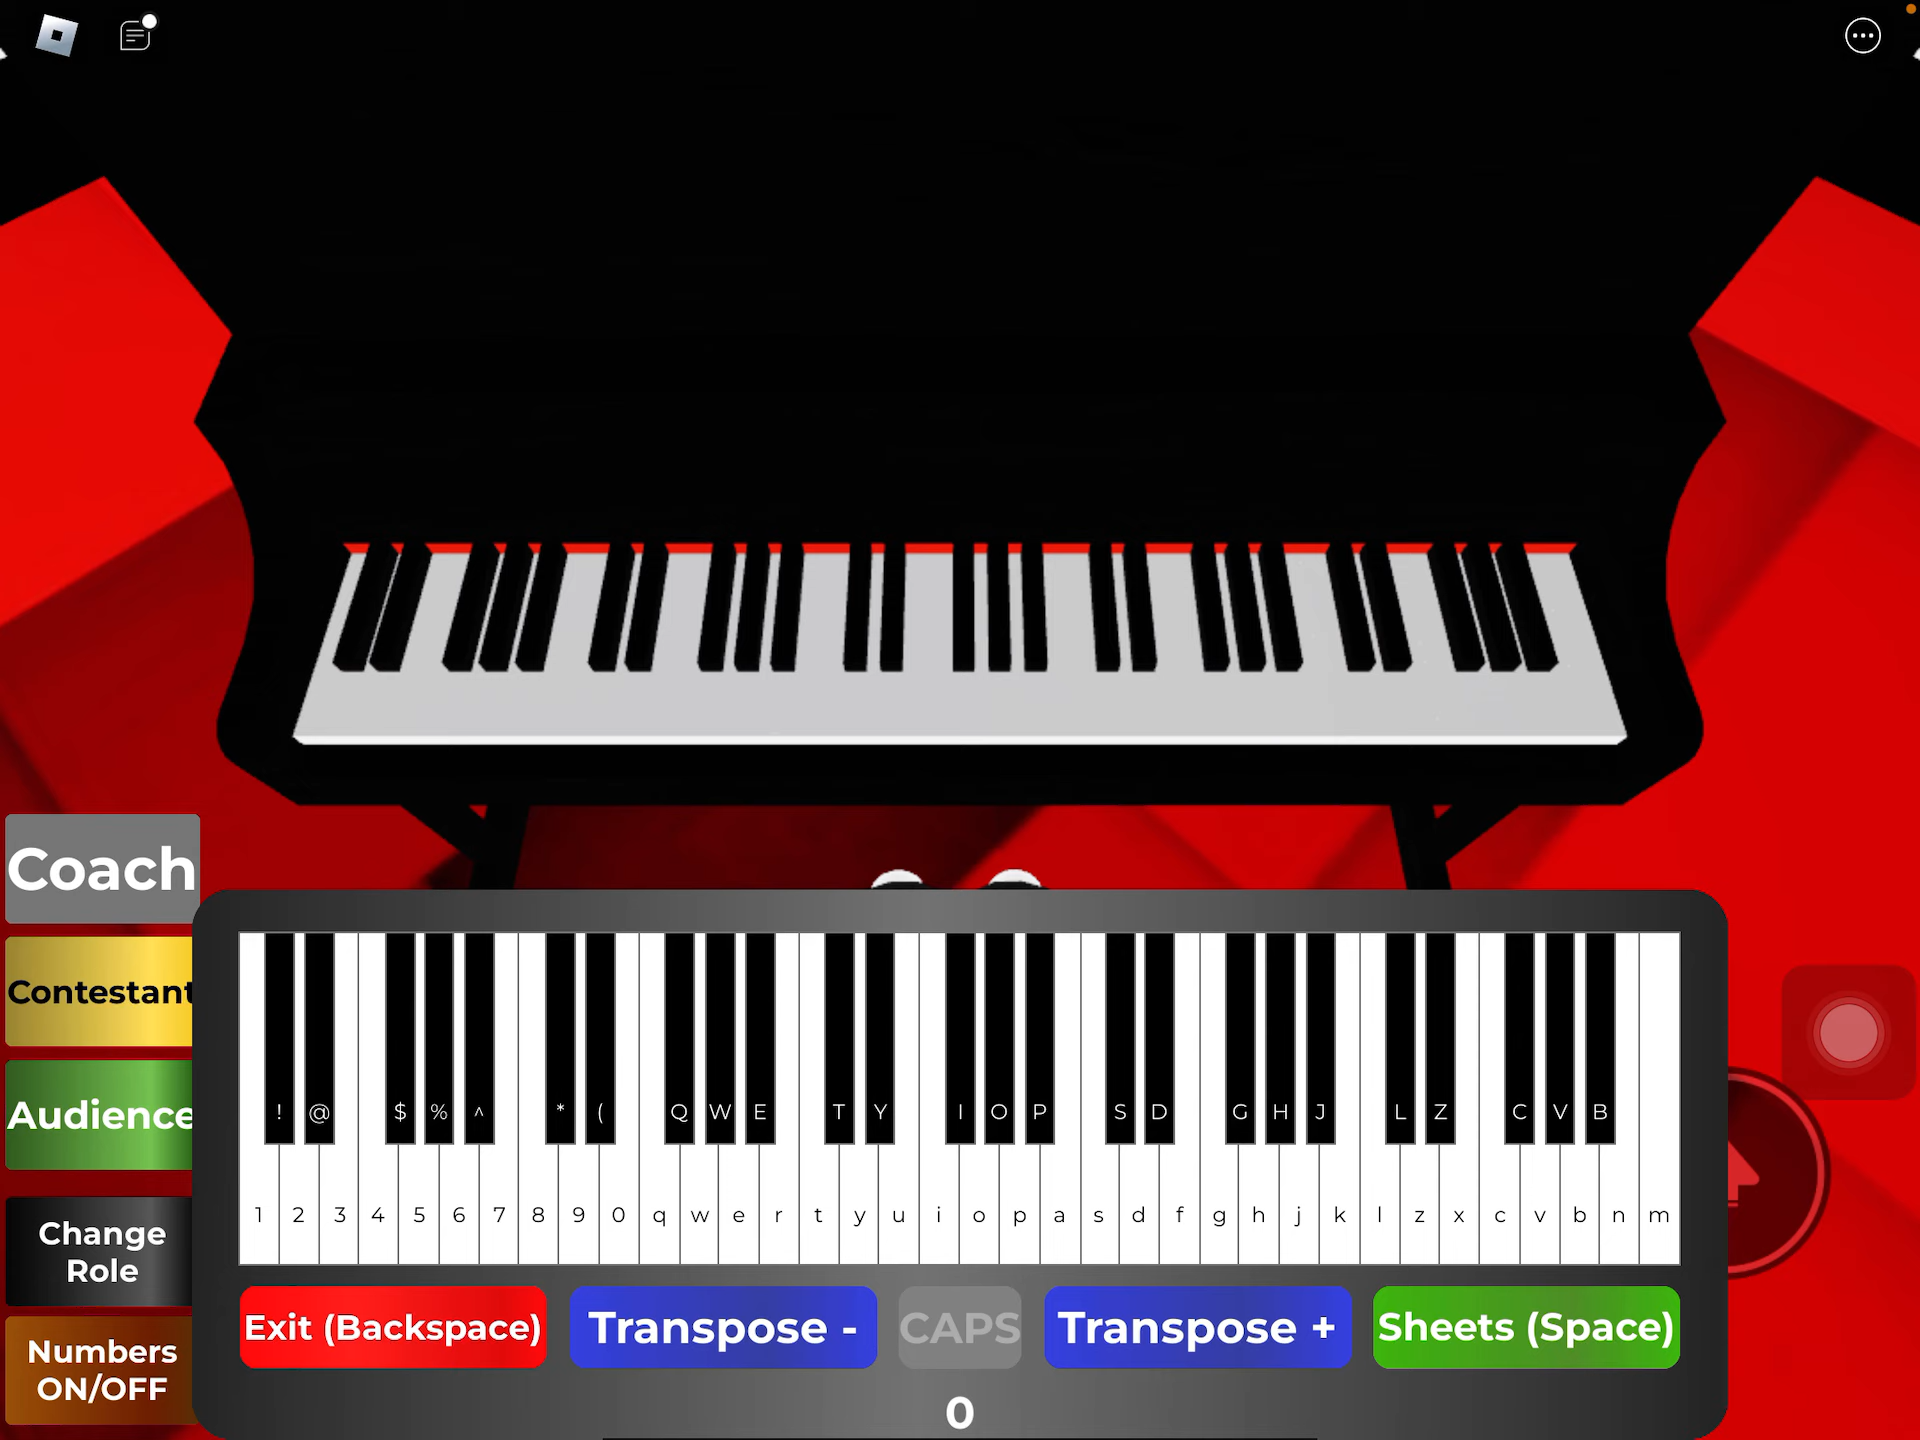 Coach
Contestant
Audience
Change
Role
Numbers
ON/OFF
! @ $ % ^ * ( Q W E T Y I O P S D G H J L Z C V B
1 2 3 4 5 6 7 8 9 0 q w e r t y u i o p a s d f g h j k l z x c v b n m
Exit (Backspace) Transpose - CAPS Transpose + Sheets (Space)
0